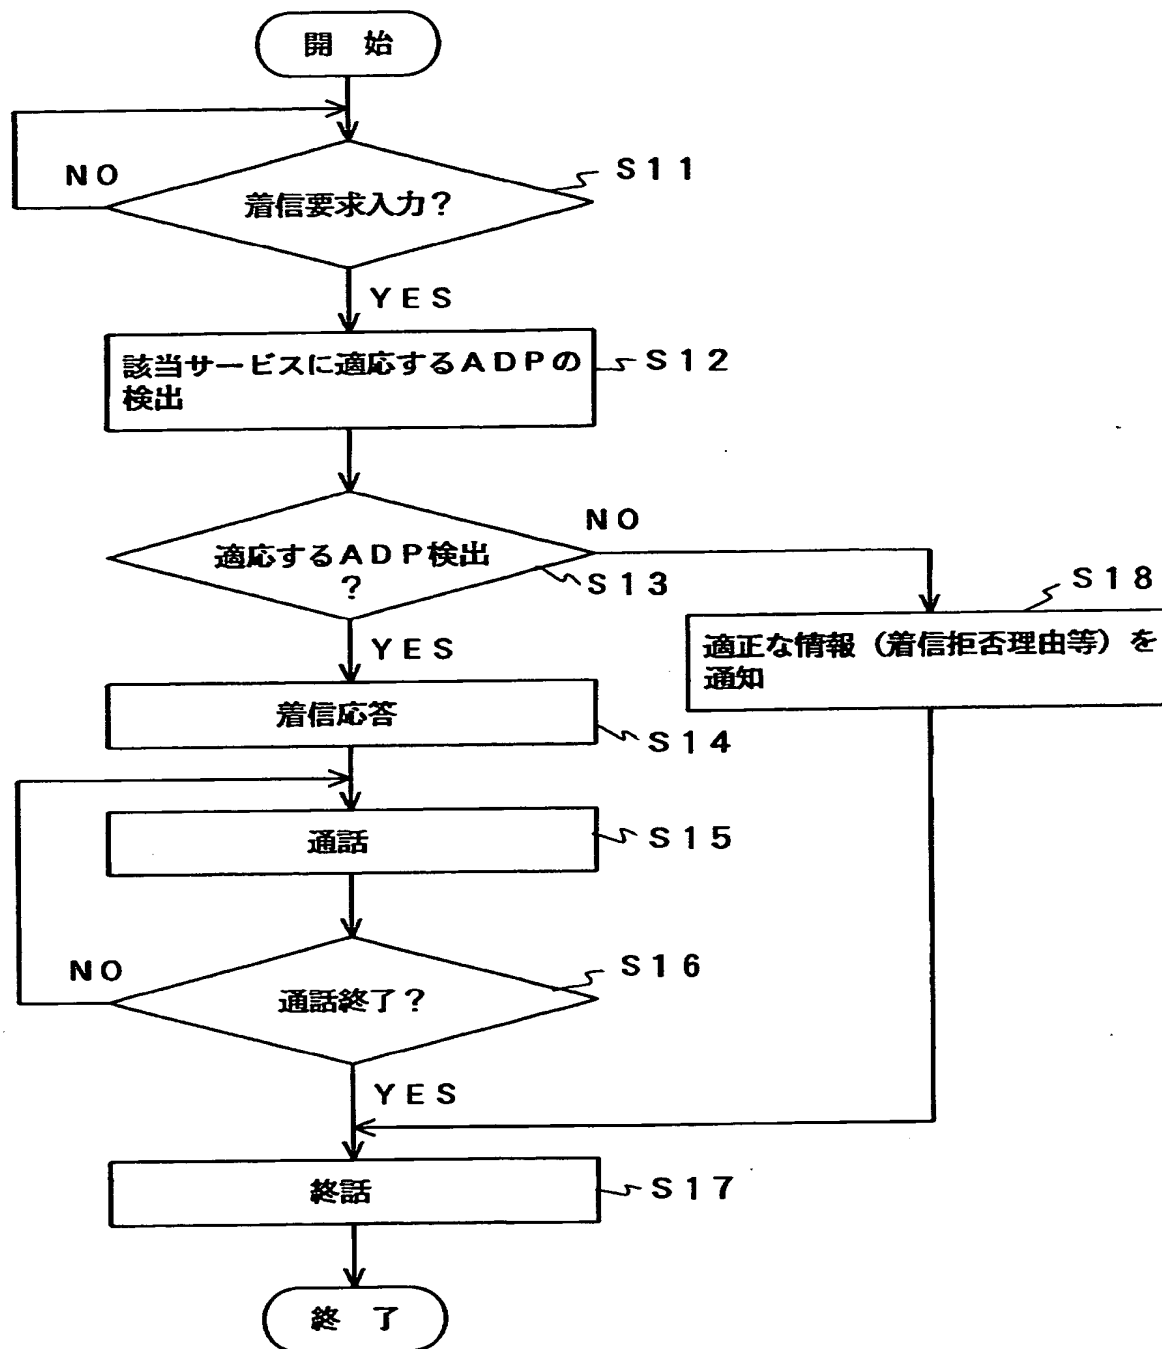 開　始
NO
S11
着信要求入力？
YES
該当サービスに適応するADPの
検出
S12
NO
適応するADP検出
？
S13
S18
適正な情報（着信拒否理由等）を
通知
YES
着信応答
S14
通話
S15
NO
S16
通話終了？
YES
終話
S17
終　了